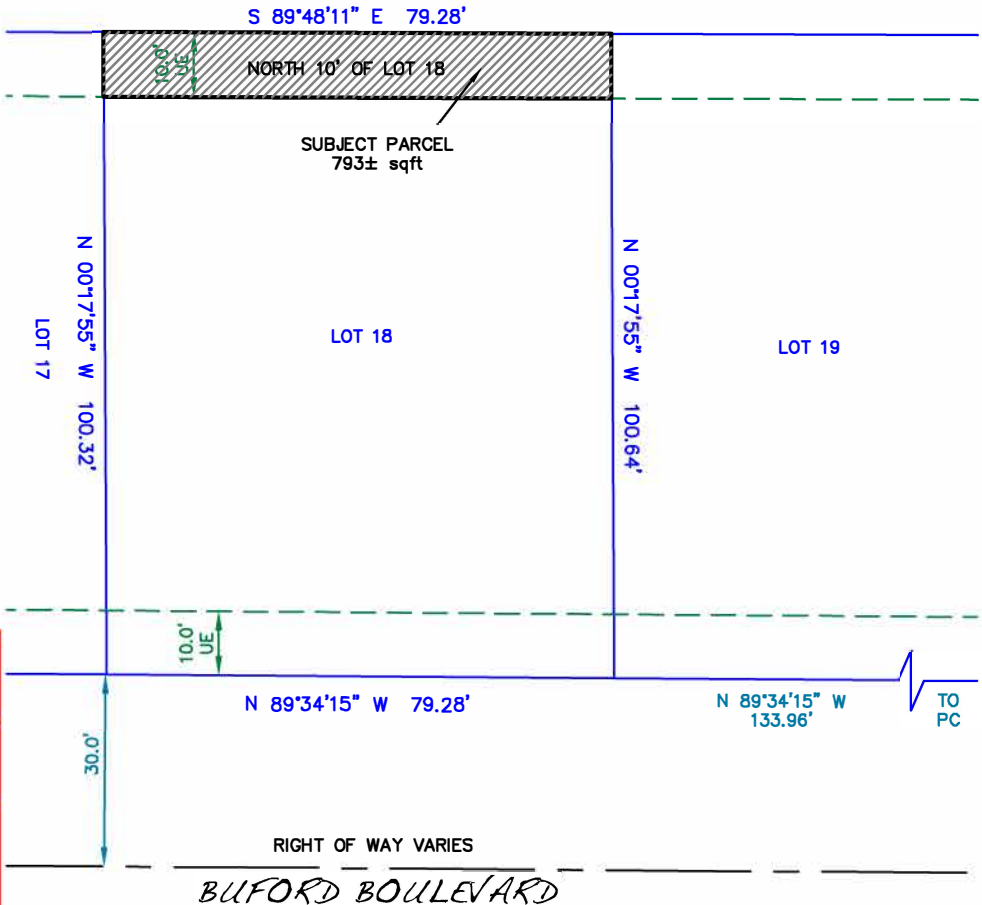 S 89°48'11" E 79.28'
10.0'
UE
NORTH 10' OF LOT 18
SUBJECT PARCEL
793± sqft
LOT 17
N 00°17'55" W 100.32'
LOT 18
N 00°17'55" W 100.64'
LOT 19
10.0'
UE
N 89°34'15" W 79.28'
N 89°34'15" W
133.96'
TO
PC
30.0'
RIGHT OF WAY VARIES
BUFORD BOULEVARD